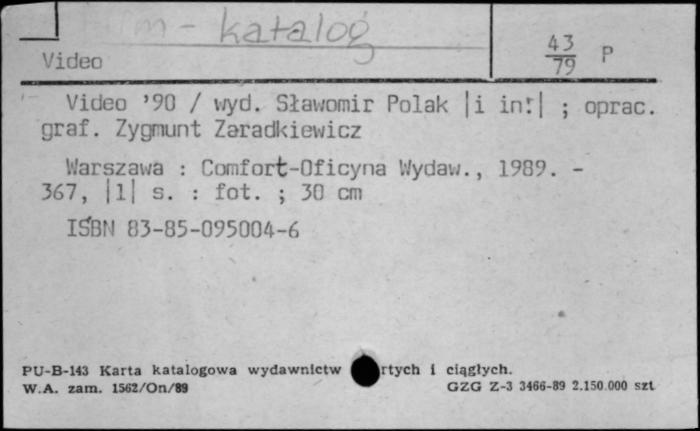 - katalog
Video
43
79 P
Video '90 / wyd. Sławomir Polak |i in.| ; oprac.
graf. Zygmunt Zaradkiewicz
Warszawa : Comfort-Oficyna Wydaw., 1989. -
367, |1| s. : fot. ; 30 cm
ISBN 83-85-095004-6
PU-B-143 Karta katalogowa wydawnictw rtych i ciągłych.
W.A. zam. 1562/On/89
GZG Z-3 3466-89 2.150.000 szt